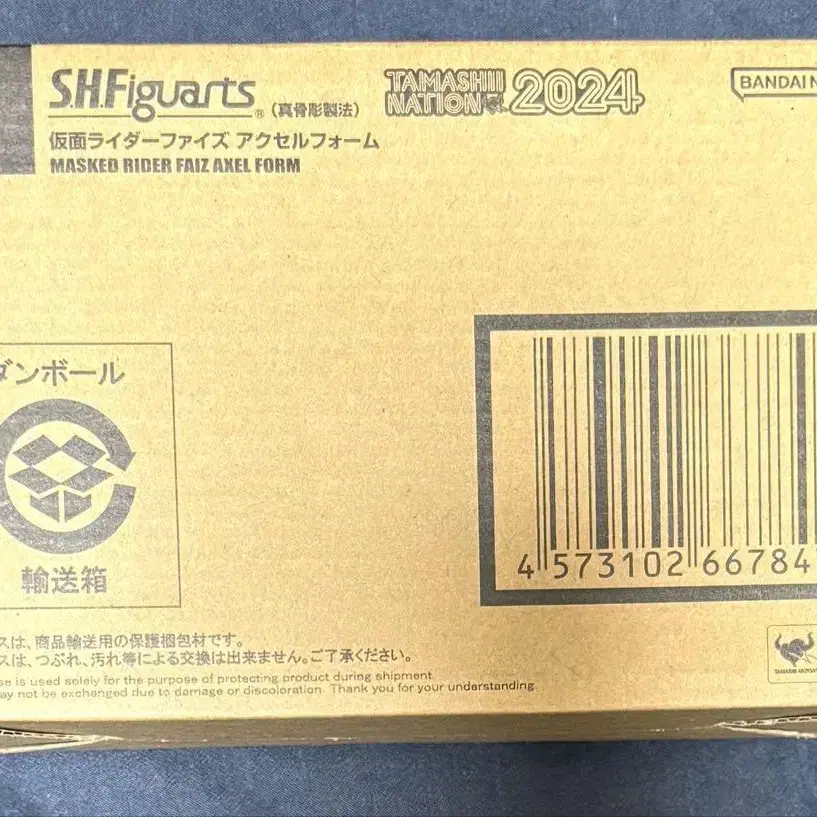 S.H.Figuarts® (真骨彫製法)
TAMASHII NATION 2024
BANDAI N
仮面ライダーファイズ アクセルフォーム
MASKED RIDER FAIZ AXEL FORM
ダンボール
輸送箱
4 573102 66784
スは、商品輸送用の保護梱包材です。
スは、つぶれ、汚れ等による交換は出来ません。ご了承ください。
se is used solely for the purpose of protecting product during shipment.
may not be exchanged due to damage or discoloration. Thank you for your understanding.